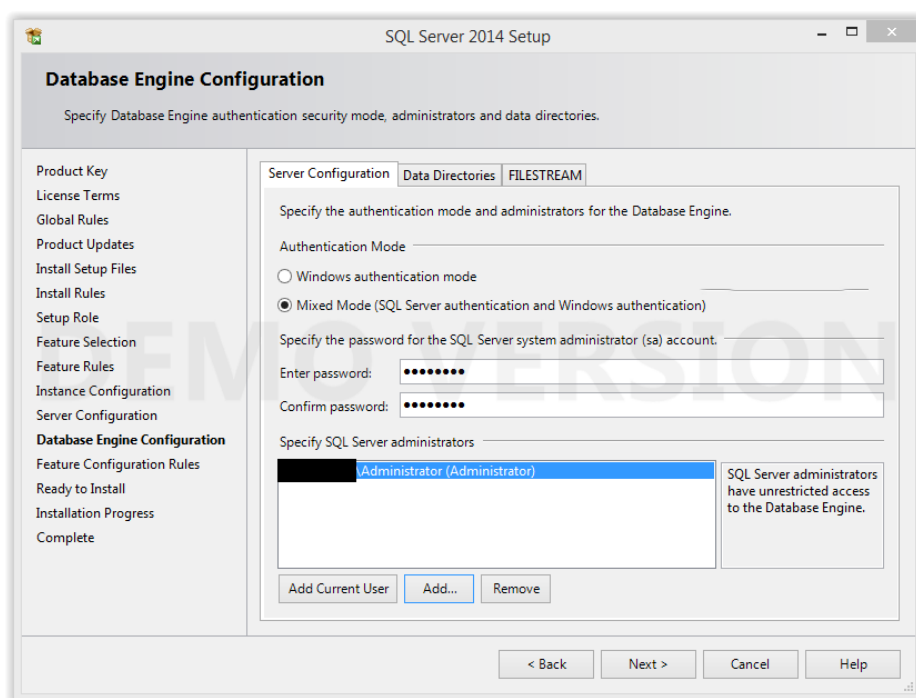 SQL Server 2014 Setup
Database Engine Configuration
Specify Database Engine authentication security mode, administrators and data directories.
Product Key
License Terms
Global Rules
Product Updates
Install Setup Files
Install Rules
Setup Role
Feature Selection
Feature Rules
Instance Configuration
Server Configuration
Database Engine Configuration
Feature Configuration Rules
Ready to Install
Installation Progress
Complete
Server Configuration Data Directories FILESTREAM
Specify the authentication mode and administrators for the Database Engine.
Authentication Mode
Windows authentication mode
Mixed Mode (SQL Server authentication and Windows authentication)
Specify the password for the SQL Server system administrator (sa) account.
Enter password: ●●●●●●●●
Confirm password: ●●●●●●●●
Specify SQL Server administrators
\Administrator (Administrator)
SQL Server administrators
have unrestricted access
to the Database Engine.
Add Current User Add... Remove
< Back Next > Cancel Help
DEMO VERSION